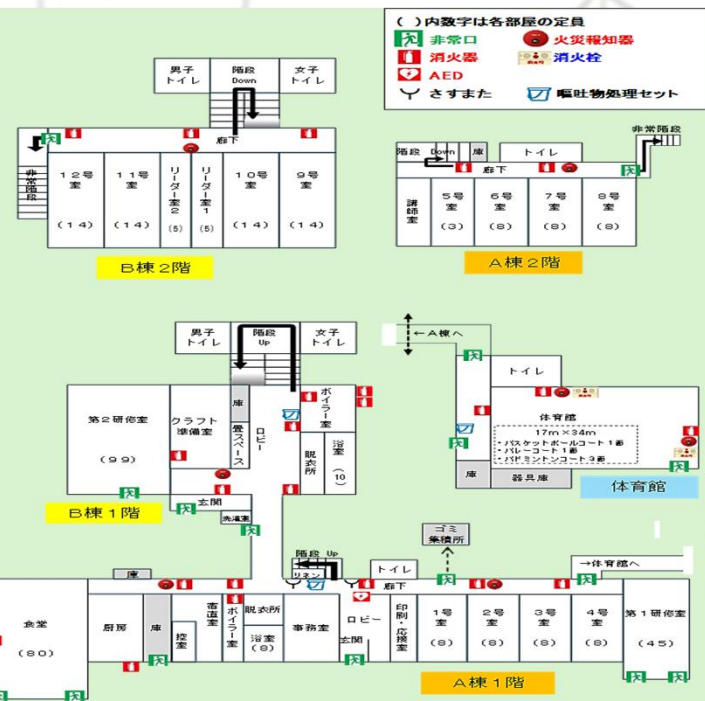 ( )内数字は各部屋の定員
非常口
火災報知器
消火器
消火栓
AED
さすまた
嘔吐物処理セット
男子
トイレ
階段
Down
女子
トイレ
廊下
非常階段
12号
室
(14)
11号
室
(14)
リーダー室2
(5)
リーダー室1
(5)
10号
室
(14)
9号
室
(14)
B棟2階
非常階段
階段 Down
庫
トイレ
廊下
講師室
5号
室
(3)
6号
室
(8)
7号
室
(8)
8号
室
(8)
A棟2階
男子
トイレ
階段
Up
女子
トイレ
第2研修室
(99)
クラフト
準備室
庫
畳スペース
ロビー
ボイラー室
脱衣所
浴室
(10)
玄関
洗濯室
B棟1階
←A棟へ
トイレ
体育館
17m×34m
・バスケットボールコート1面
・バレーコート1面
・バドミントンコート3面
庫
器具庫
体育館
ゴミ
集積所
→体育館へ
階段 Up
リネン
トイレ
廊下
庫
食堂
(80)
厨房
庫
控室
宿直室
ボイラー室
脱衣所
浴室
(8)
事務室
ロビー
玄関
印刷・応接室
1号
室
(8)
2号
室
(8)
3号
室
(8)
4号
室
(8)
第1研修室
(45)
A棟1階